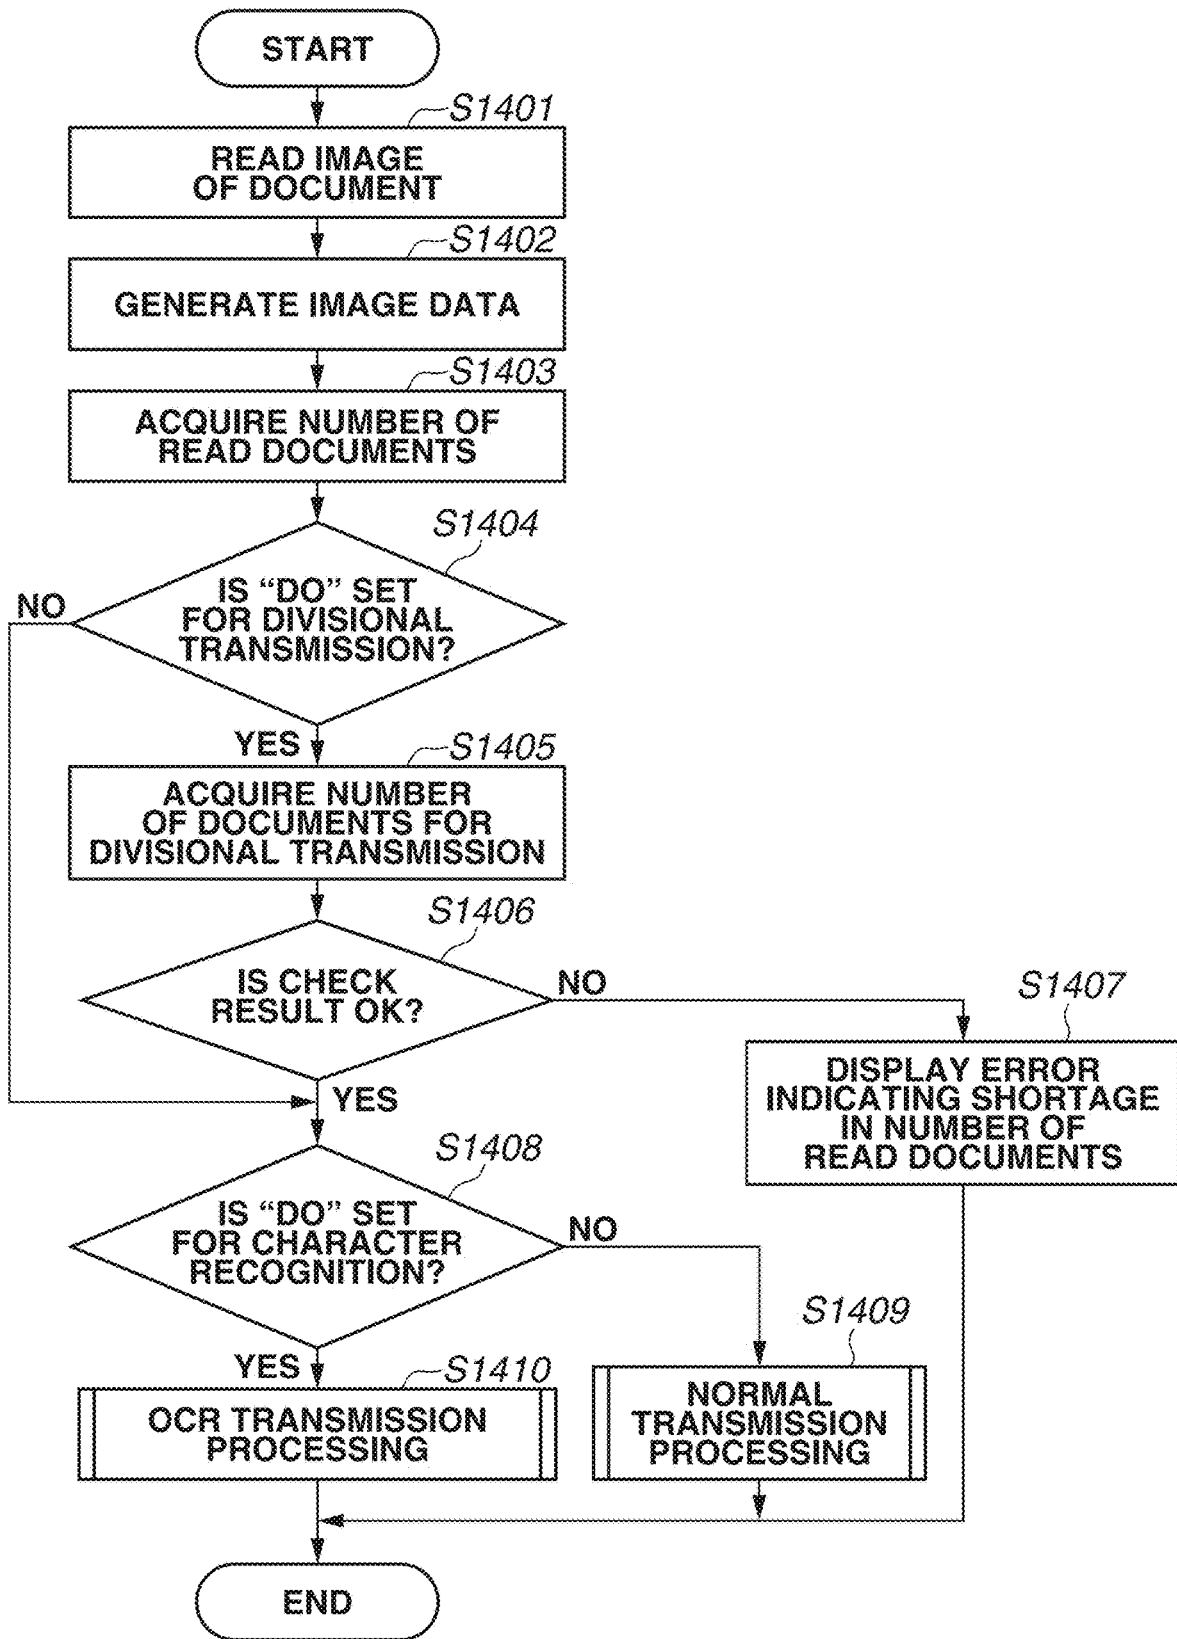 START
S1401
READ IMAGE
OF DOCUMENT
S1402
GENERATE IMAGE DATA
S1403
ACQUIRE NUMBER OF
READ DOCUMENTS
S1404
IS “DO” SET
FOR DIVISIONAL
TRANSMISSION?
NO
YES
S1405
ACQUIRE NUMBER
OF DOCUMENTS FOR
DIVISIONAL TRANSMISSION
S1406
IS CHECK
RESULT OK?
NO
YES
S1407
DISPLAY ERROR
INDICATING SHORTAGE
IN NUMBER OF
READ DOCUMENTS
S1408
IS “DO” SET
FOR CHARACTER
RECOGNITION?
NO
YES
S1409
NORMAL
TRANSMISSION
PROCESSING
S1410
OCR TRANSMISSION
PROCESSING
END